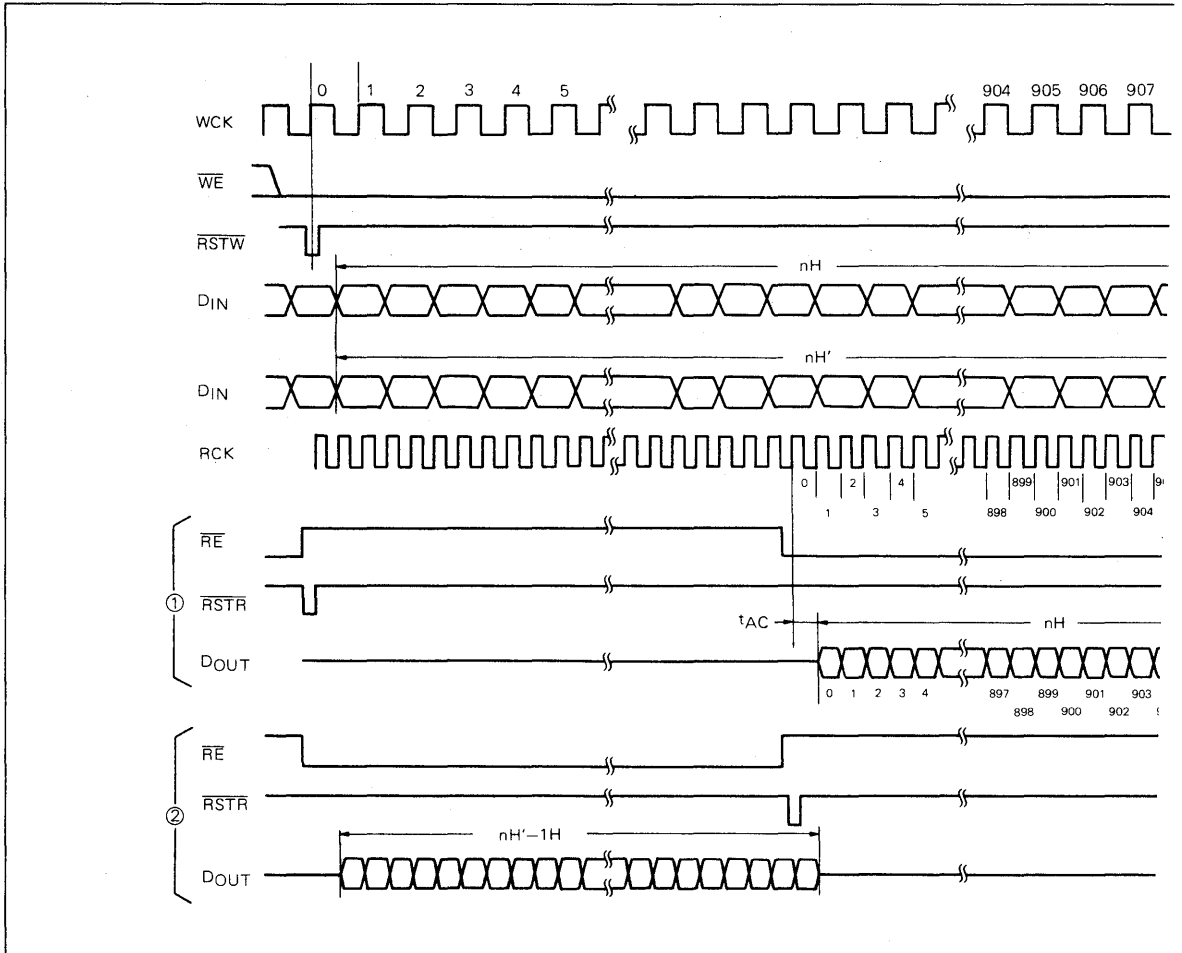 0 1 2 3 4 5 904 905 906 907
WCK
WE
RSTW
nH
DIN
nH'
DIN
RCK
0 2 4 899 901 903
1 3 5 898 900 902 904
①
RE
RSTR
tAC nH
DOUT
0 1 2 3 4 897 899 901 903
898 900 902
②
RE
RSTR
nH'–1H
DOUT